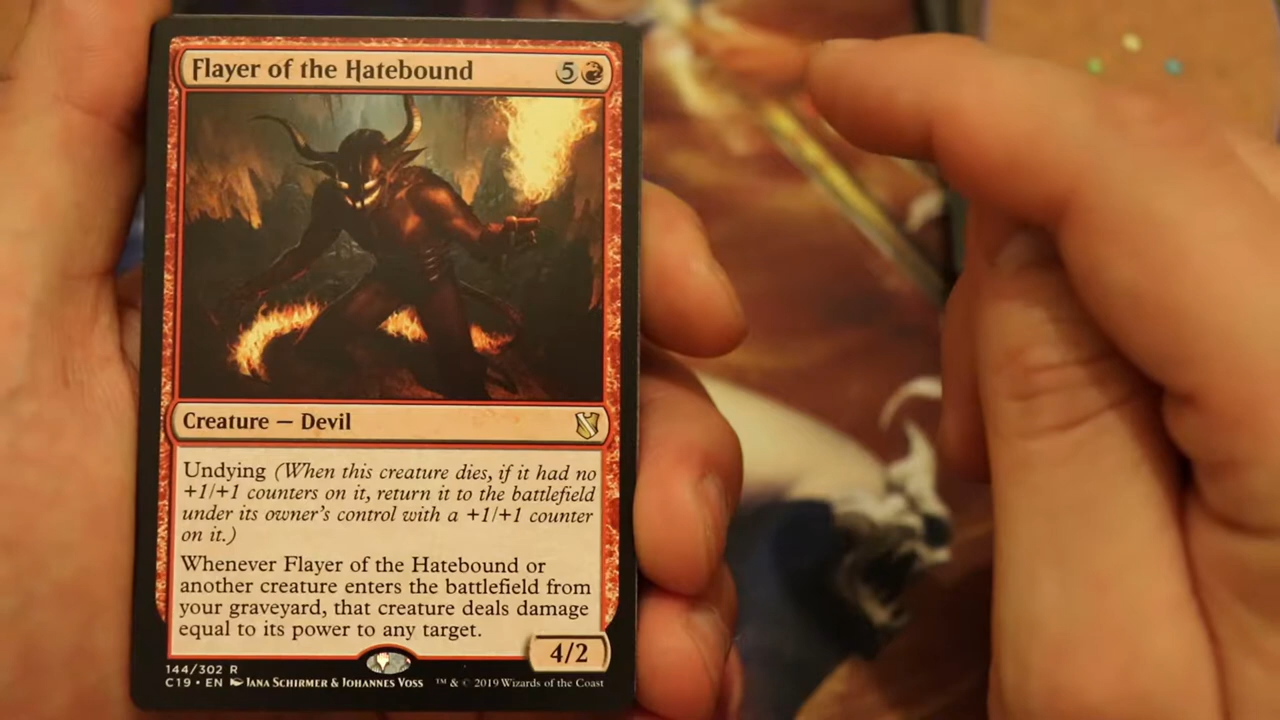 Flayer of the Hatebound 5
Creature — Devil
Undying (When this creature dies, if it had no
+1/+1 counters on it, return it to the battlefield
under its owner's control with a +1/+1 counter
on it.)
Whenever Flayer of the Hatebound or
another creature enters the battlefield from
your graveyard, that creature deals damage
equal to its power to any target.
4/2
144/302 R
C19 • EN Jana Schirmer & Johannes Voss ™ & © 2019 Wizards of the Coast